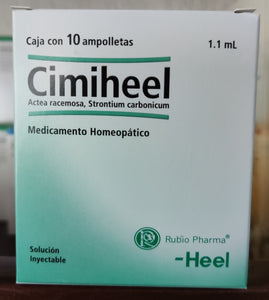 Caja con 10 ampolletas 1.1 mL
Cimiheel
Actea racemosa, Strontium carbonicum
Medicamento Homeopático
Rubio Pharma®
-Heel
Solución
inyectable